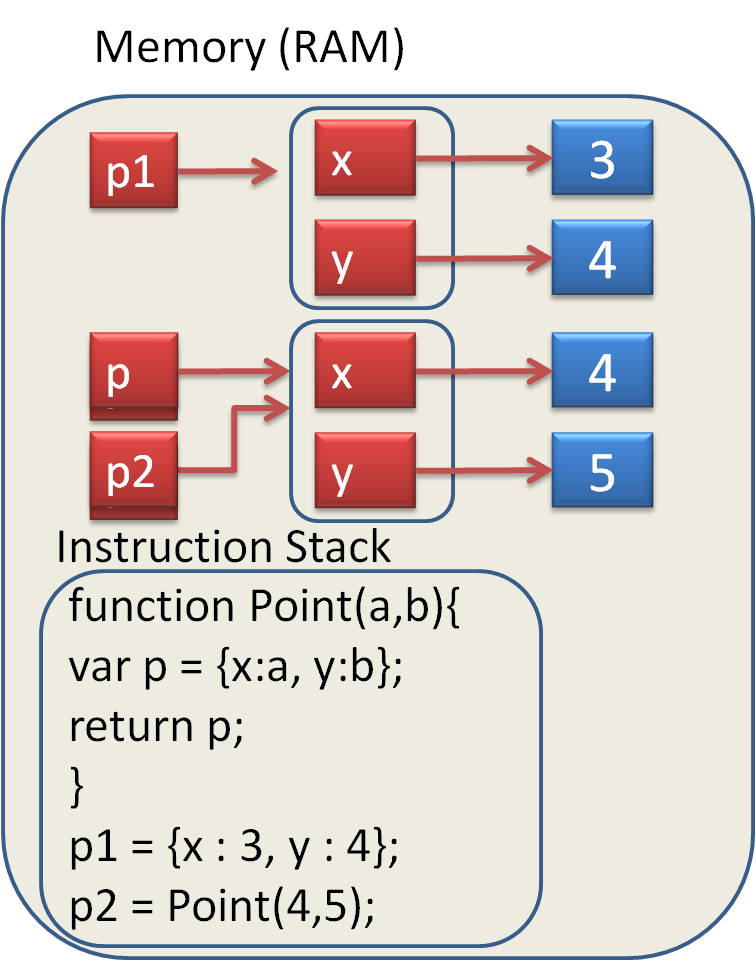 Memory (RAM)
p1 x 3
y 4
p x 4
p2 y 5
Instruction Stack
function Point(a,b){
var p = {x:a, y:b};
return p;
}
p1 = {x : 3, y : 4};
p2 = Point(4,5);